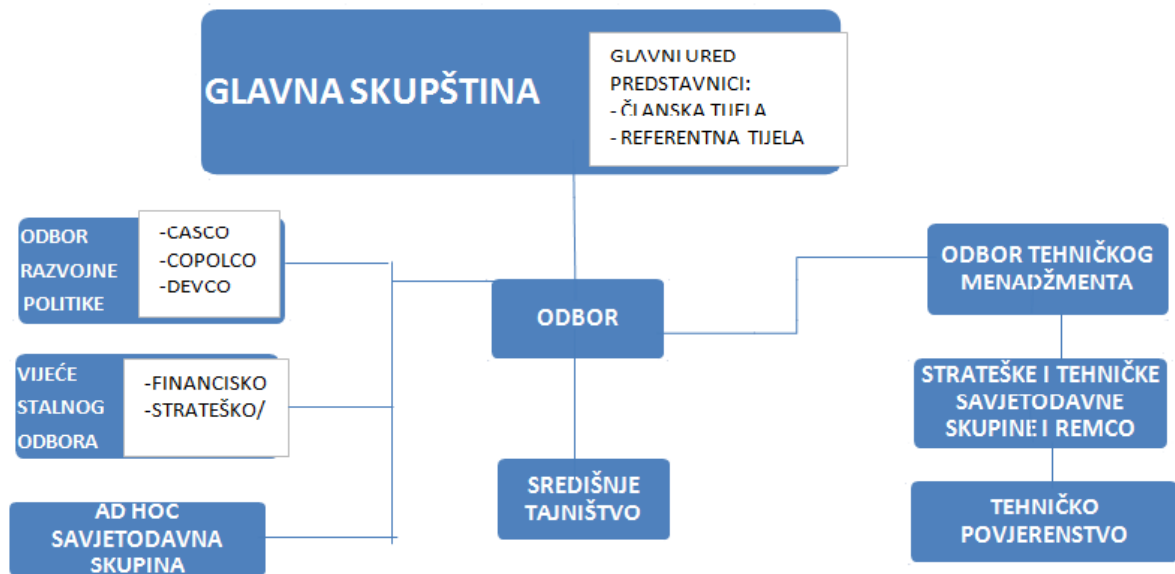 GLAVNA SKUPŠTINA
GLAVNI URED
PREDSTAVNICI:
- ČLANSKA TIJELA
- REFERENTNA TIJELA
ODBOR
RAZVOJNE
POLITIKE
-CASCO
-COPOLCO
-DEVCO
VIJEĆE
STALNOG
ODBORA
-FINANCISKO
-STRATEŠKO/
AD HOC
SAVJETODAVNA
SKUPINA
ODBOR
SREDIŠNJE
TAJNIŠTVO
ODBOR TEHNIČKOG
MENADŽMENTA
STRATEŠKE I TEHNIČKE
SAVJETODAVNE
SKUPINE I REMCO
TEHNIČKO
POVJERENSTVO